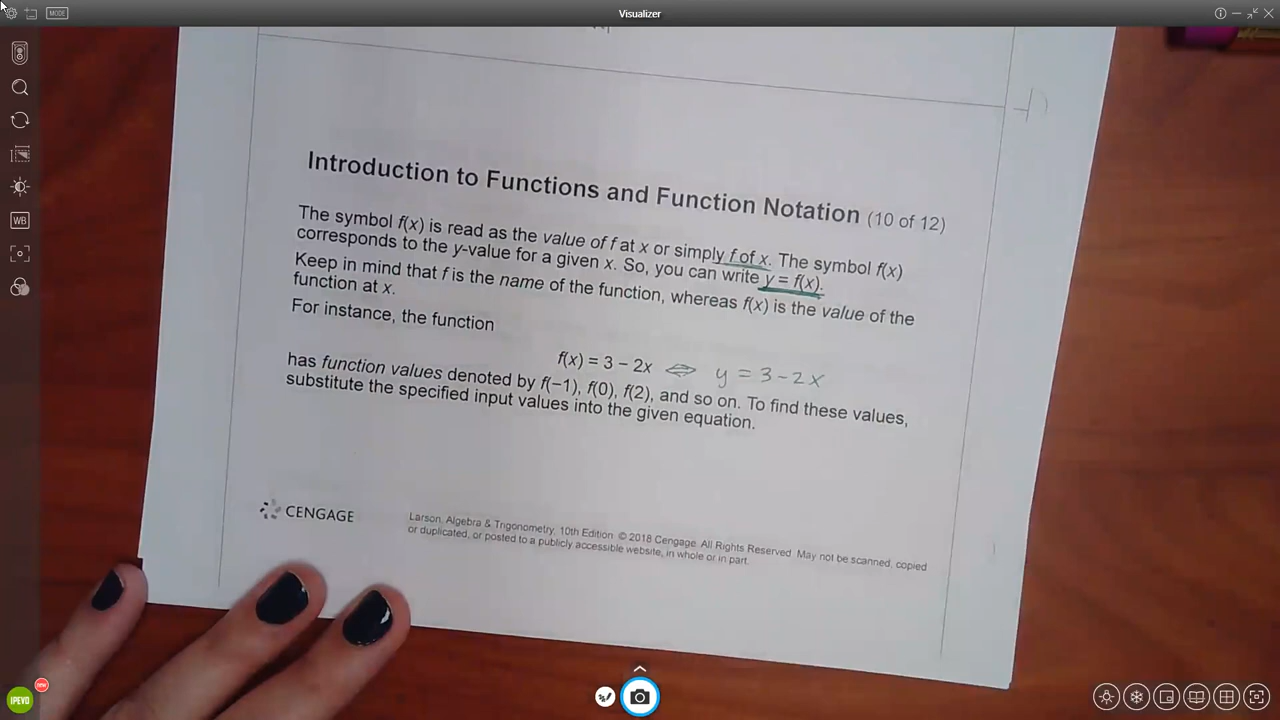 MODE
Visualizer
Introduction to Functions and Function Notation (10 of 12)
The symbol f(x) is read as the value of f at x or simply f of x. The symbol f(x)
corresponds to the y-value for a given x. So, you can write y = f(x).
Keep in mind that f is the name of the function, whereas f(x) is the value of the
function at x.
For instance, the function
f(x) = 3 − 2x ⇔ y = 3 − 2x
has function values denoted by f(−1), f(0), f(2), and so on. To find these values,
substitute the specified input values into the given equation.
CENGAGE
Larson, Algebra & Trigonometry, 10th Edition. © 2018 Cengage. All Rights Reserved. May not be scanned, copied
or duplicated, or posted to a publicly accessible website, in whole or in part.
WB
IPEVO
new